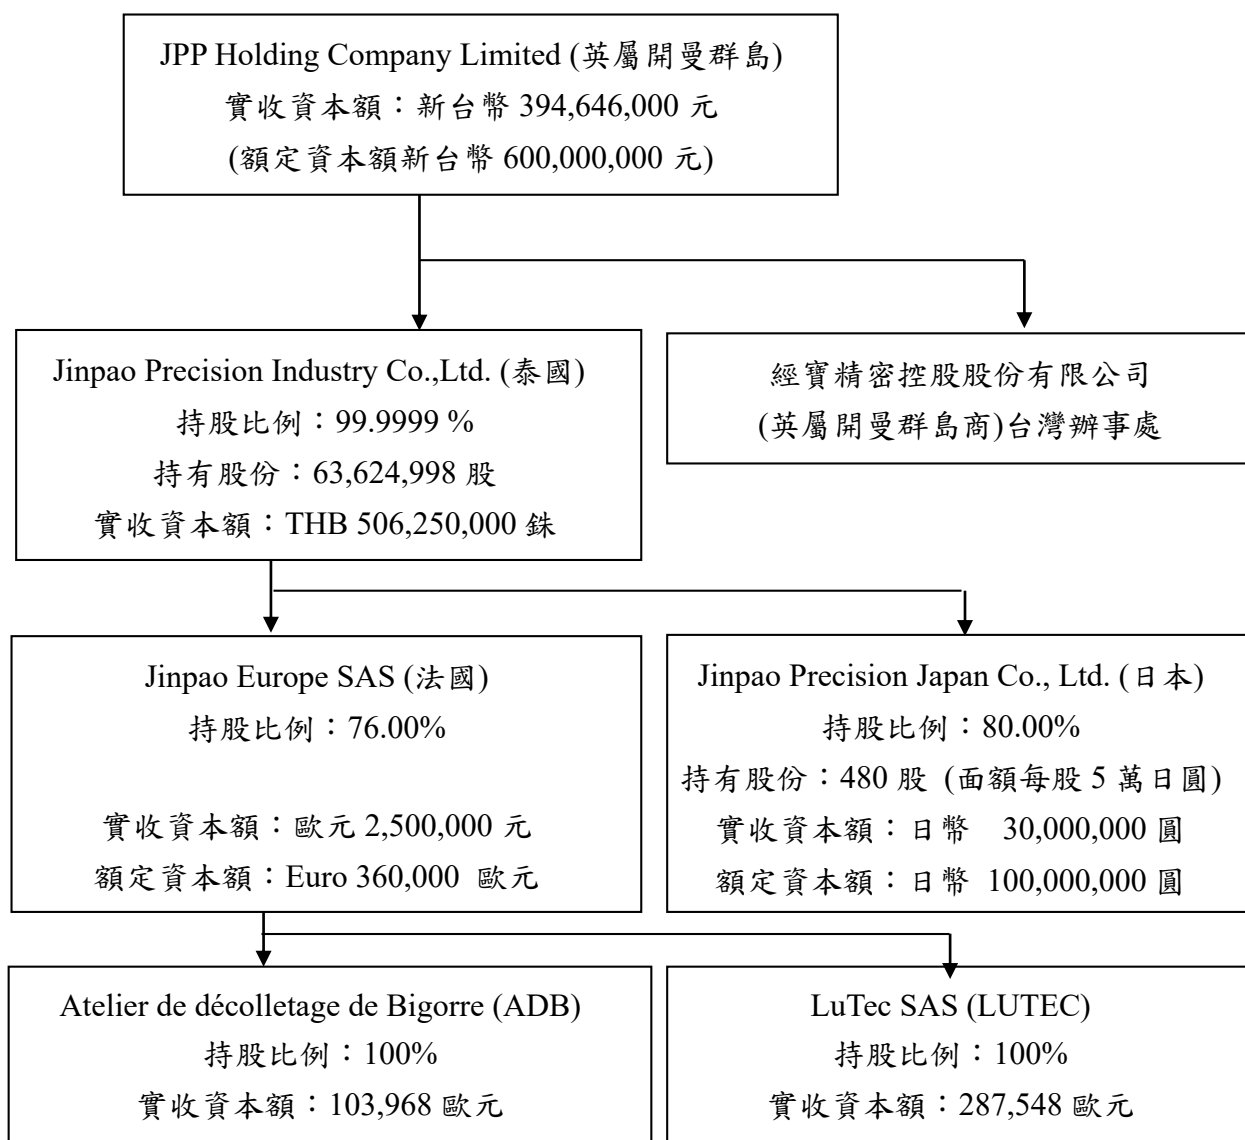 JPP Holding Company Limited (英屬開曼群島)
實收資本額：新台幣 394,646,000 元
(額定資本額新台幣 600,000,000 元)
Jinpao Precision Industry Co.,Ltd. (泰國)
持股比例：99.9999 %
持有股份：63,624,998 股
實收資本額：THB 506,250,000 銖
經寶精密控股股份有限公司
(英屬開曼群島商)台灣辦事處
Jinpao Europe SAS (法國)
持股比例：76.00%
實收資本額：歐元 2,500,000 元
額定資本額：Euro 360,000 歐元
Jinpao Precision Japan Co., Ltd. (日本)
持股比例：80.00%
持有股份：480 股 (面額每股 5 萬日圓)
實收資本額：日幣 30,000,000 圓
額定資本額：日幣 100,000,000 圓
Atelier de décolletage de Bigorre (ADB)
持股比例：100%
實收資本額：103,968 歐元
LuTec SAS (LUTEC)
持股比例：100%
實收資本額：287,548 歐元